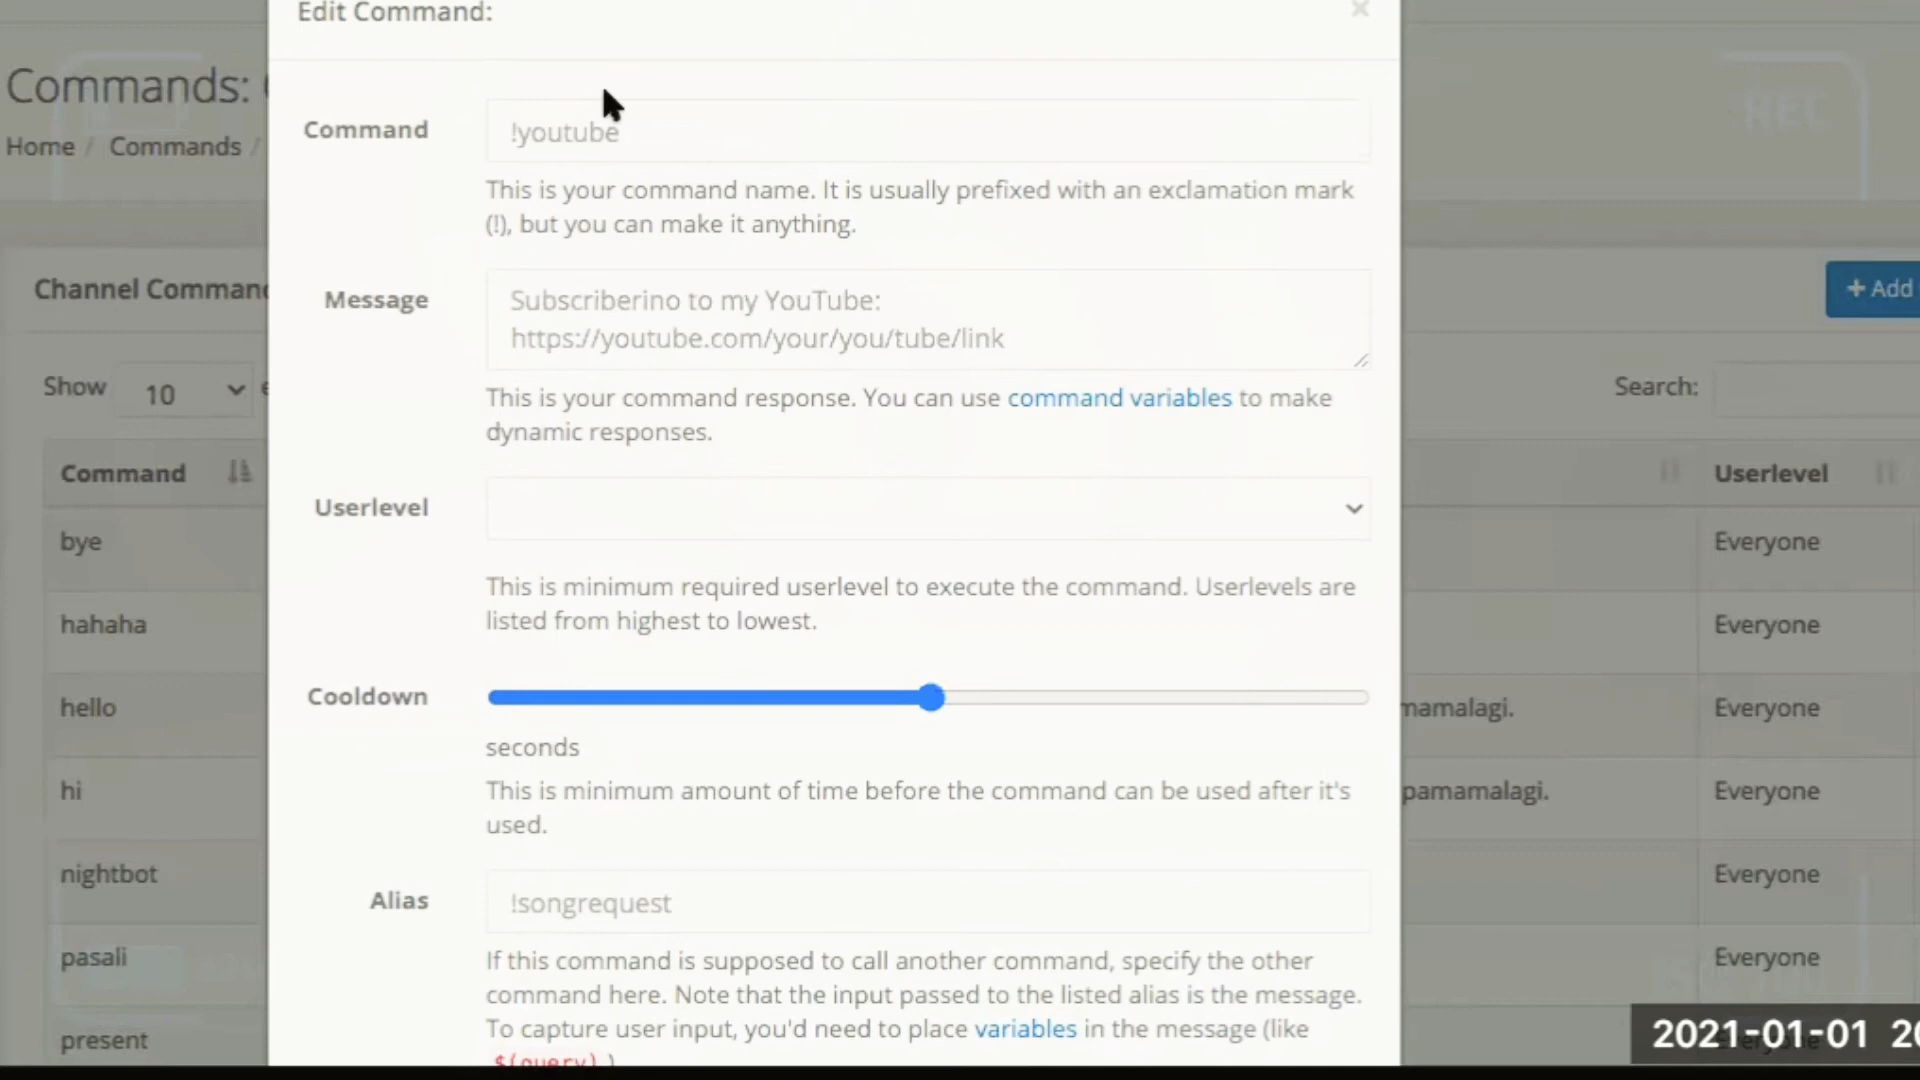 Edit Command:
×
Commands:
Home / Commands /
REC
Command
!youtube
This is your command name. It is usually prefixed with an exclamation mark
(!), but you can make it anything.
Channel Command
+ Add
Message
Subscriberino to my YouTube:
https://youtube.com/your/you/tube/link
This is your command response. You can use command variables to make
dynamic responses.
Show 10
Search:
Command
Userlevel
Userlevel
This is minimum required userlevel to execute the command. Userlevels are
listed from highest to lowest.
bye
Everyone
hahaha
Everyone
Cooldown
seconds
This is minimum amount of time before the command can be used after it's
used.
hello
mamalagi.
Everyone
hi
pamamalagi.
Everyone
nightbot
Everyone
Alias
!songrequest
If this command is supposed to call another command, specify the other
command here. Note that the input passed to the listed alias is the message.
To capture user input, you'd need to place variables in the message (like
$(query) )
pasali
Everyone
present
2021-01-01 20